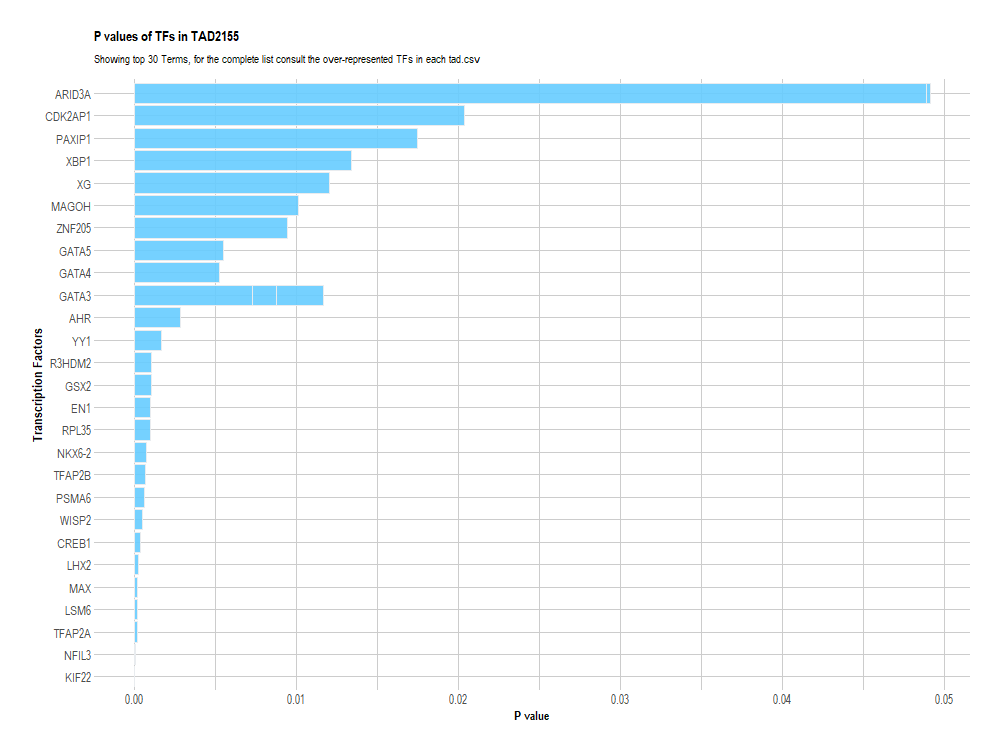 P values of TFs in TAD2155
Showing top 30 Terms, for the complete list consult the over-represented TFs in each tad.csv
Transcription Factors
ARID3A
CDK2AP1
PAXIP1
XBP1
XG
MAGOH
ZNF205
GATA5
GATA4
GATA3
AHR
YY1
R3HDM2
GSX2
EN1
RPL35
NKX6-2
TFAP2B
PSMA6
WISP2
CREB1
LHX2
MAX
LSM6
TFAP2A
NFIL3
KIF22
0.00 0.01 0.02 0.03 0.04 0.05
P value